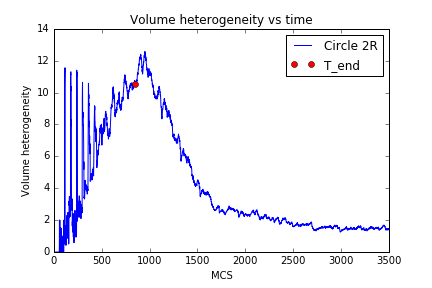 Volume heterogeneity vs time
Volume heterogeneity
14
12
10
8
6
4
2
0
Circle 2R
T_end
0 500 1000 1500 2000 2500 3000 3500
MCS